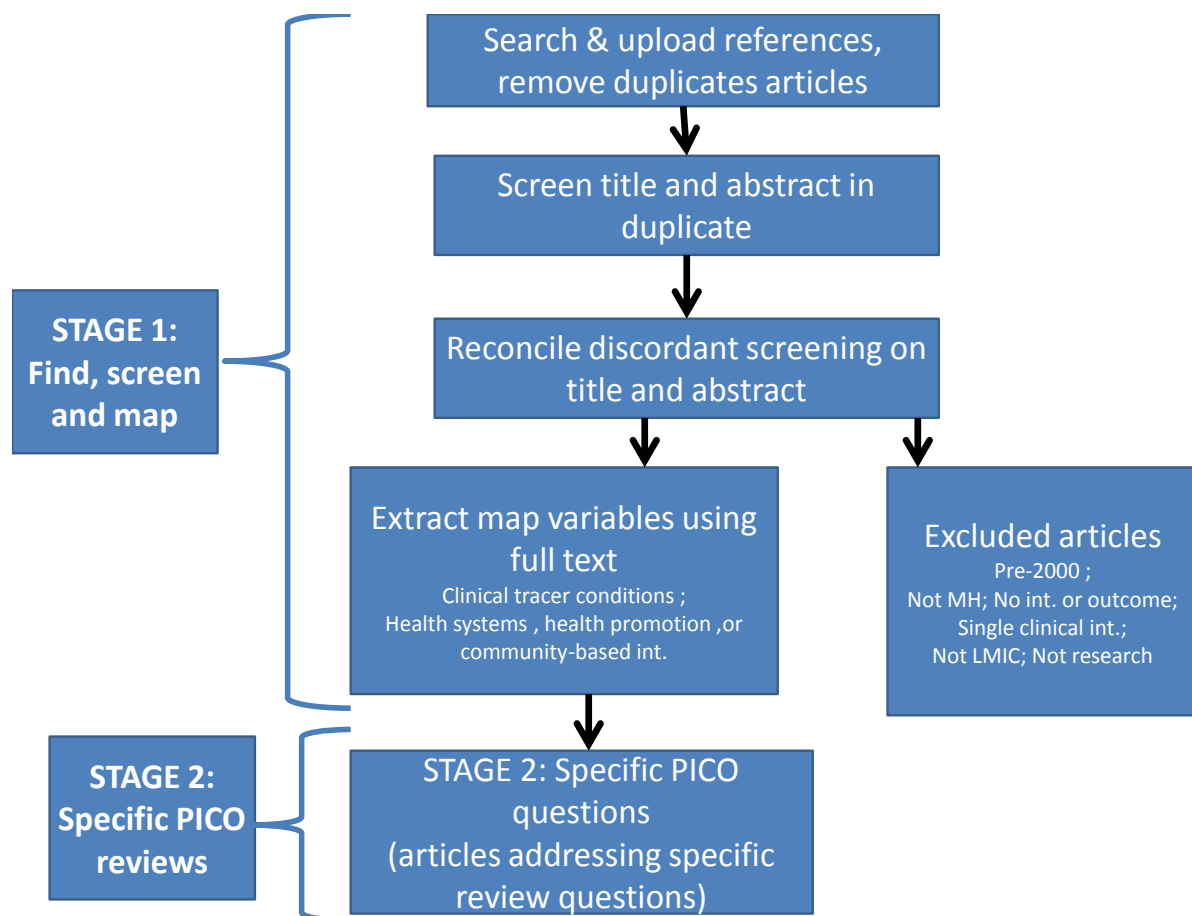 Search & upload references,
remove duplicates articles
Screen title and abstract in
duplicate
Reconcile discordant screening on
title and abstract
STAGE 1:
Find, screen
and map
Extract map variables using
full text
Clinical tracer conditions ;
Health systems , health promotion ,or
community-based int.
Excluded articles
Pre-2000 ;
Not MH; No int. or outcome;
Single clinical int.;
Not LMIC; Not research
STAGE 2:
Specific PICO
reviews
STAGE 2: Specific PICO
questions
(articles addressing specific
review questions)